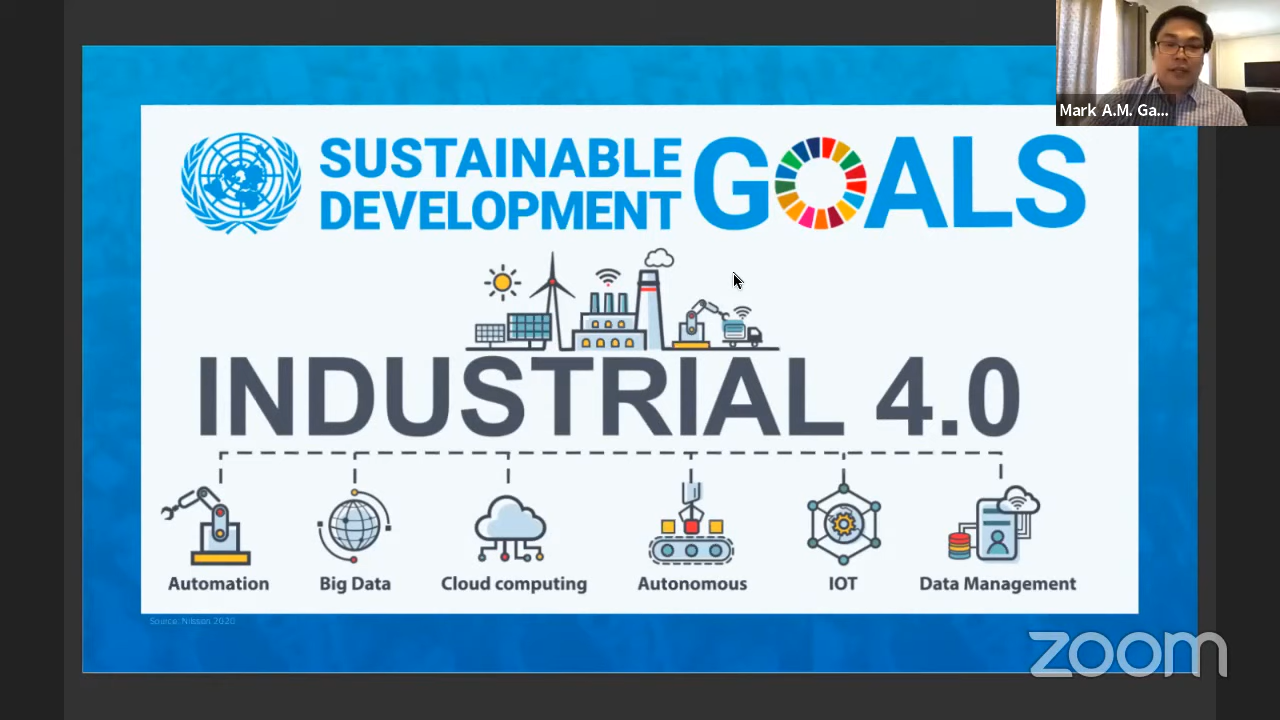 Mark A.M. Ga...
SUSTAINABLE
DEVELOPMENT
GOALS
INDUSTRIAL 4.0
Automation
Big Data
Cloud computing
Autonomous
IOT
Data Management
Source: Nilssen 2020
zoom